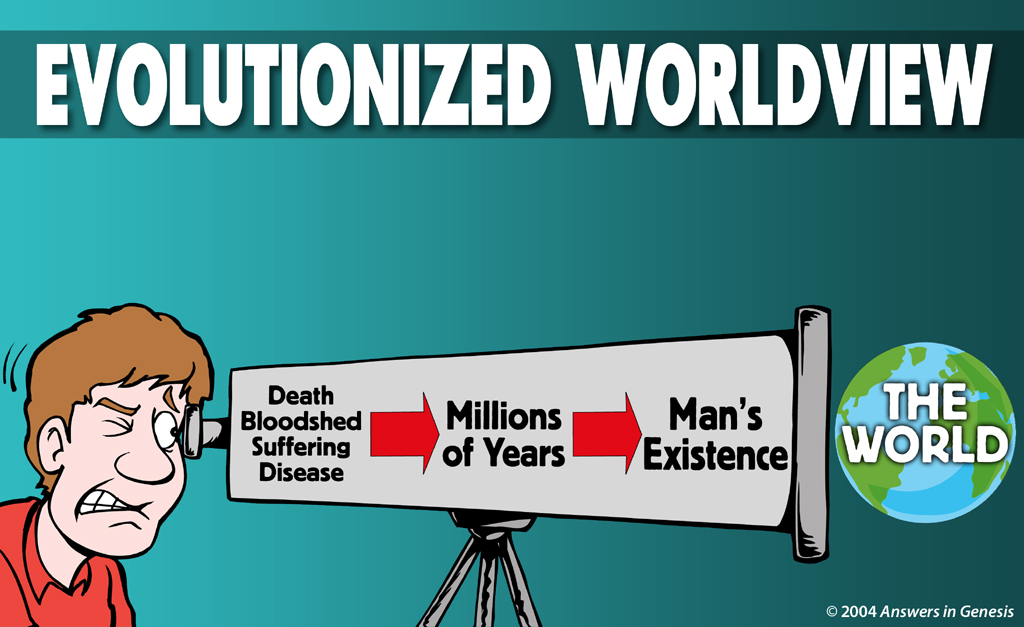 EVOLUTIONIZED WORLDVIEW
Death
Bloodshed
Suffering
Disease
Millions
of Years
Man's
Existence
THE
WORLD
© 2004 Answers in Genesis